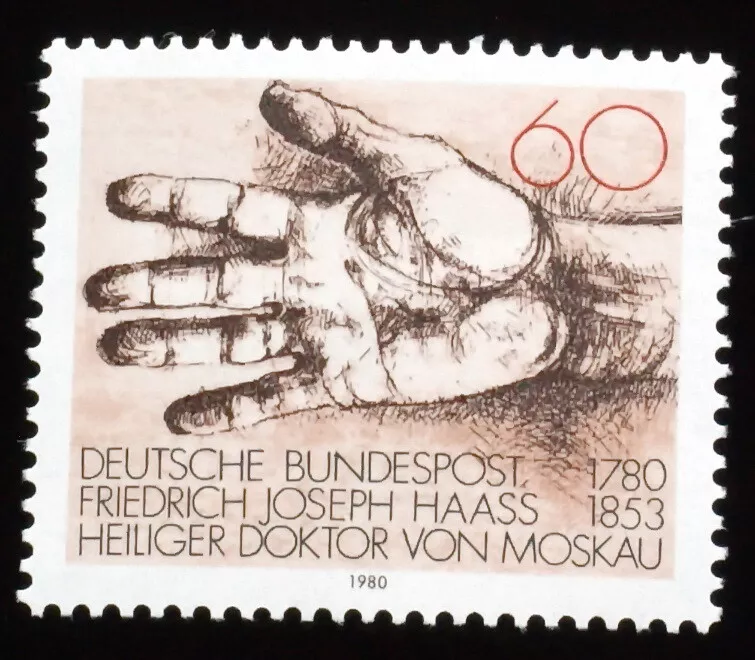 60
DEUTSCHE BUNDESPOST 1780
FRIEDRICH JOSEPH HAASS 1853
HEILIGER DOKTOR VON MOSKAU
1980